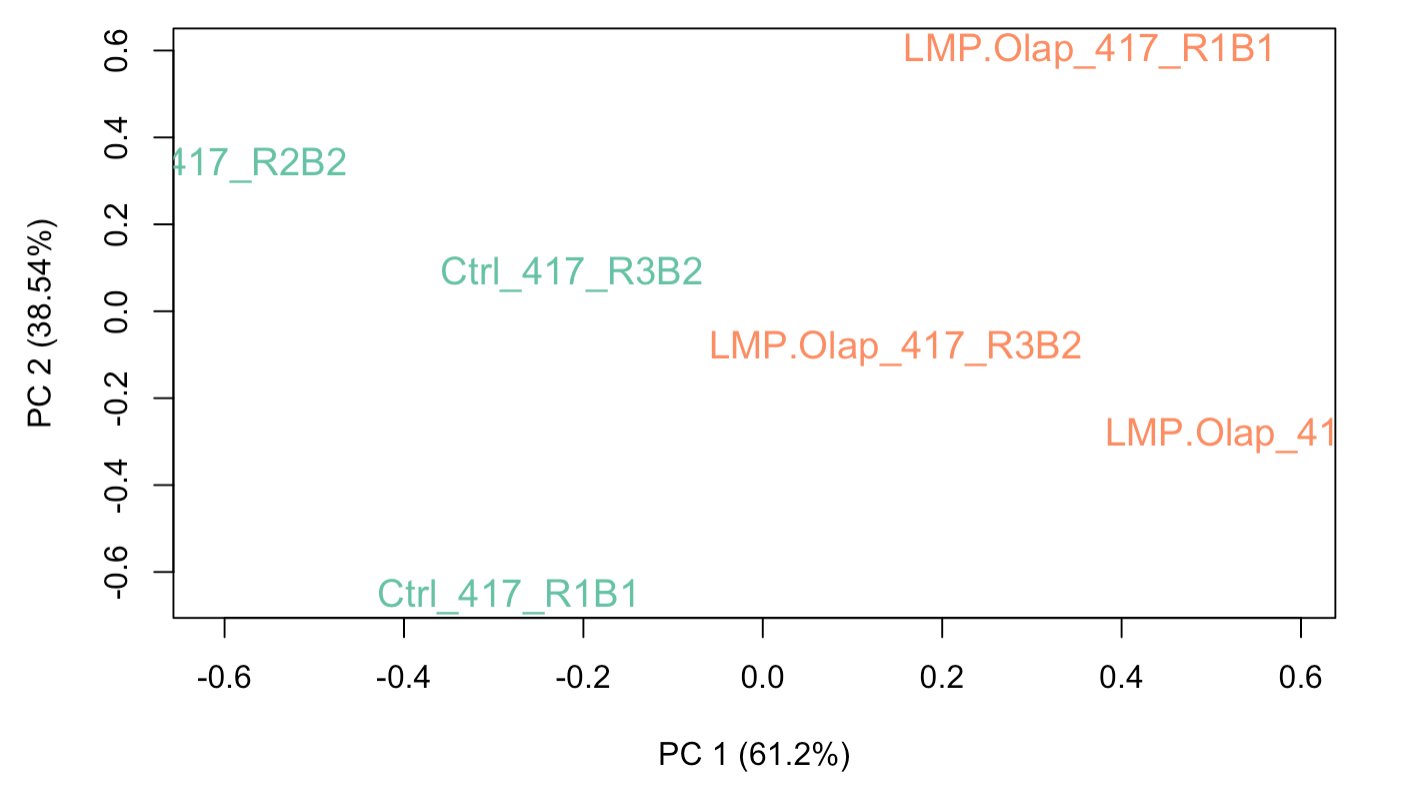 LMP.Olap_417_R1B1
417_R2B2
Ctrl_417_R3B2
LMP.Olap_417_R3B2
LMP.Olap_41
Ctrl_417_R1B1
PC 2 (38.54%)
0.6
0.4
0.2
0.0
-0.2
-0.4
-0.6
-0.6 -0.4 -0.2 0.0 0.2 0.4 0.6
PC 1 (61.2%)